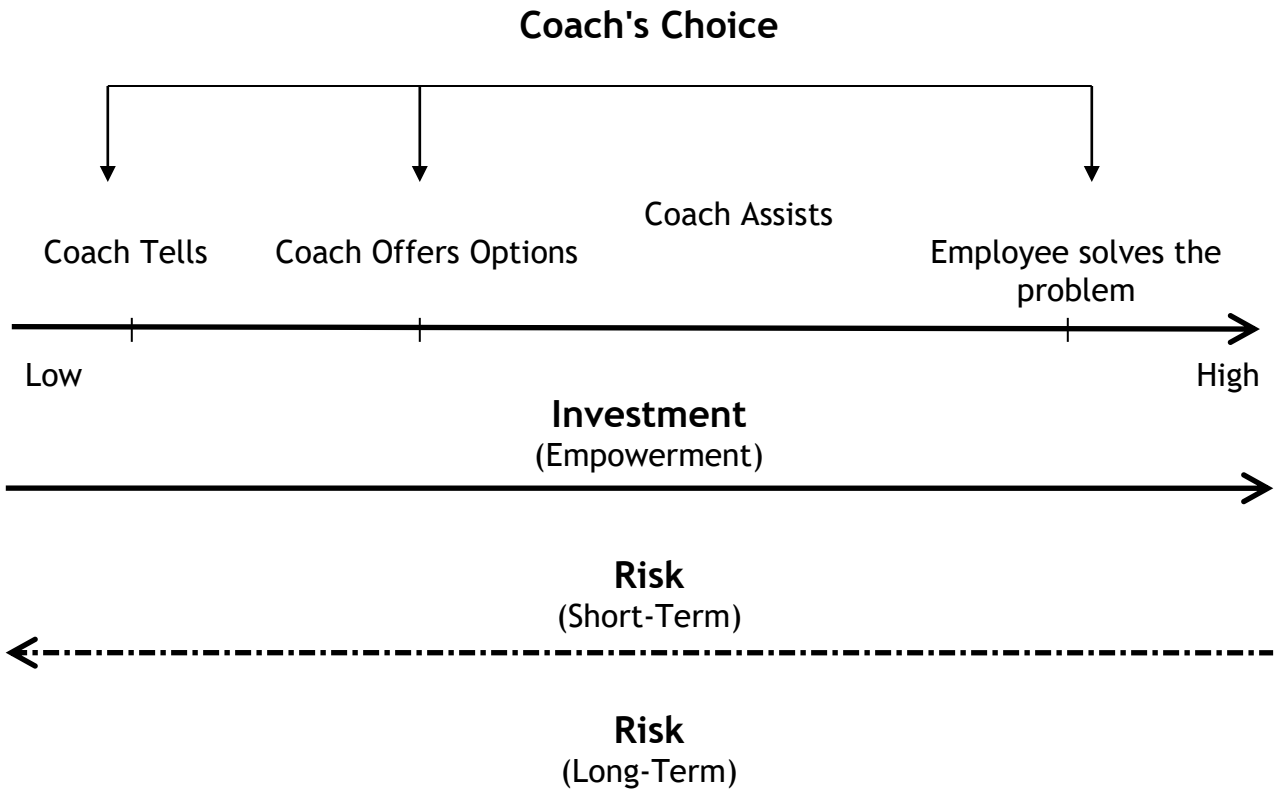 Coach's Choice
Coach Assists
Coach Tells
Coach Offers Options
Employee solves the
problem
Low
High
Investment
(Empowerment)
Risk
(Short-Term)
Risk
(Long-Term)